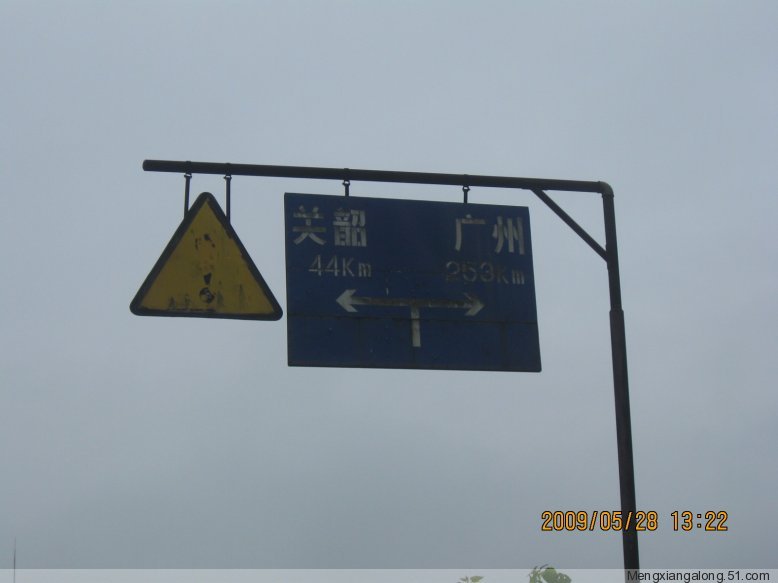 关韶 广州
44Km 253Km
2009/05/28 13:22
Mengxiangalong.51.com